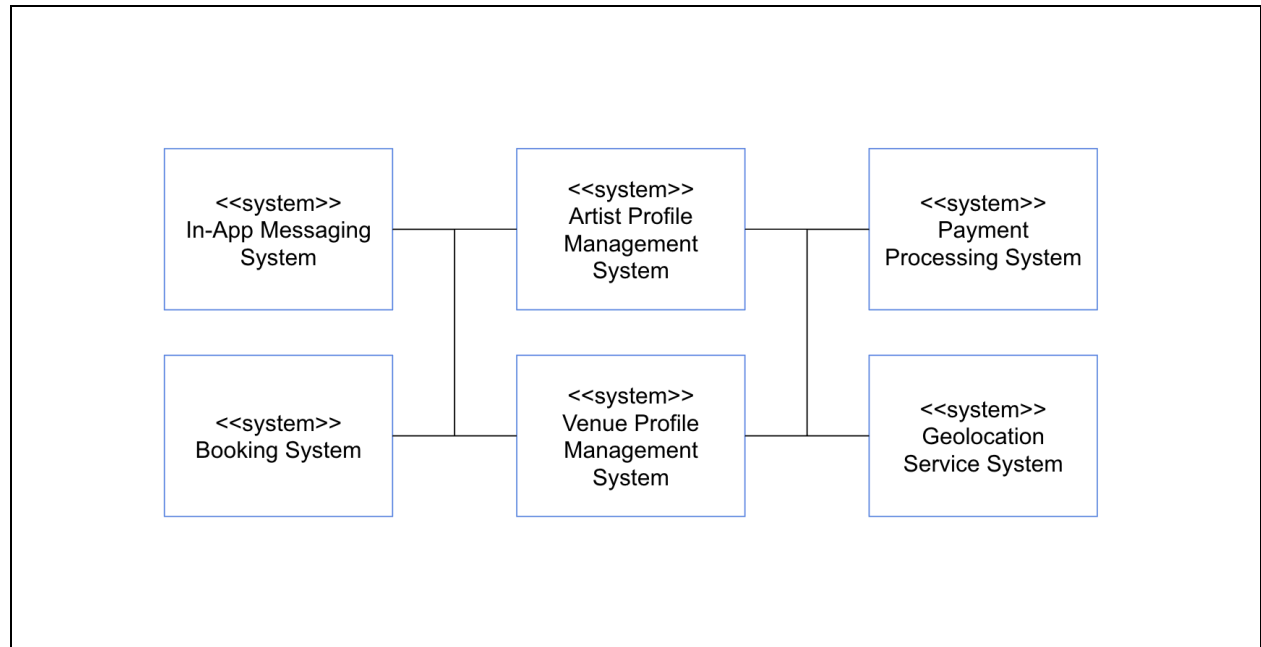 <<system>>
In-App Messaging
System
<<system>>
Artist Profile
Management
System
<<system>>
Payment
Processing System
<<system>>
Booking System
<<system>>
Venue Profile
Management
System
<<system>>
Geolocation
Service System